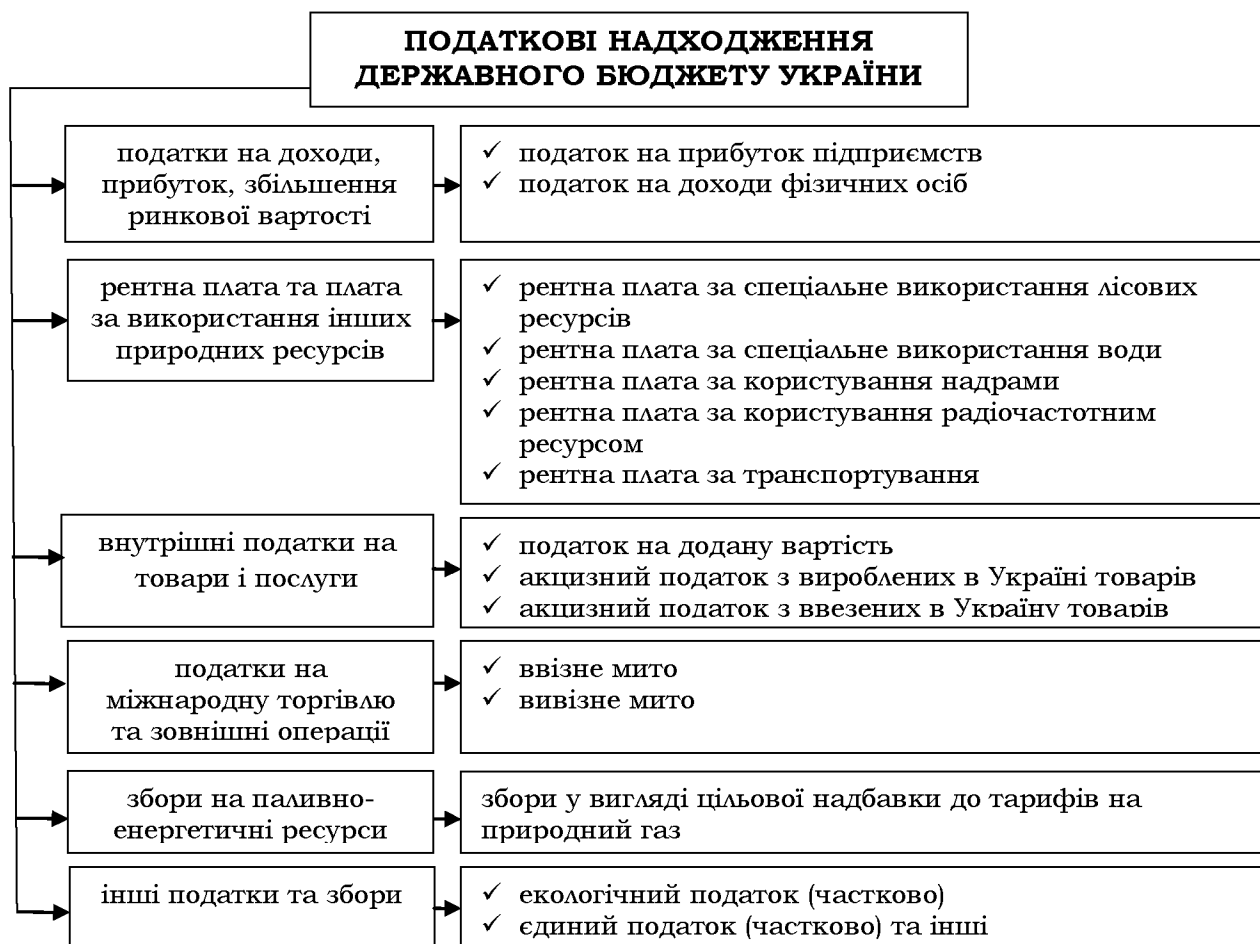 ПОДАТКОВІ НАДХОДЖЕННЯ
ДЕРЖАВНОГО БЮДЖЕТУ УКРАЇНИ
податки на доходи,
прибуток, збільшення
ринкової вартості
✓ податок на прибуток підприємств
✓ податок на доходи фізичних осіб
рентна плата та плата
за використання інших
природних ресурсів
✓ рентна плата за спеціальне використання лісових
ресурсів
✓ рентна плата за спеціальне використання води
✓ рентна плата за користування надрами
✓ рентна плата за користування радіочастотним
ресурсом
✓ рентна плата за транспортування
внутрішні податки на
товари і послуги
✓ податок на додану вартість
✓ акцизний податок з вироблених в Україні товарів
✓ акцизний податок з ввезених в Україну товарів
податки на
міжнародну торгівлю
та зовнішні операції
✓ ввізне мито
✓ вивізне мито
збори на паливно-
енергетичні ресурси
збори у вигляді цільової надбавки до тарифів на
природний газ
інші податки та збори
✓ екологічний податок (частково)
✓ єдиний податок (частково) та інші